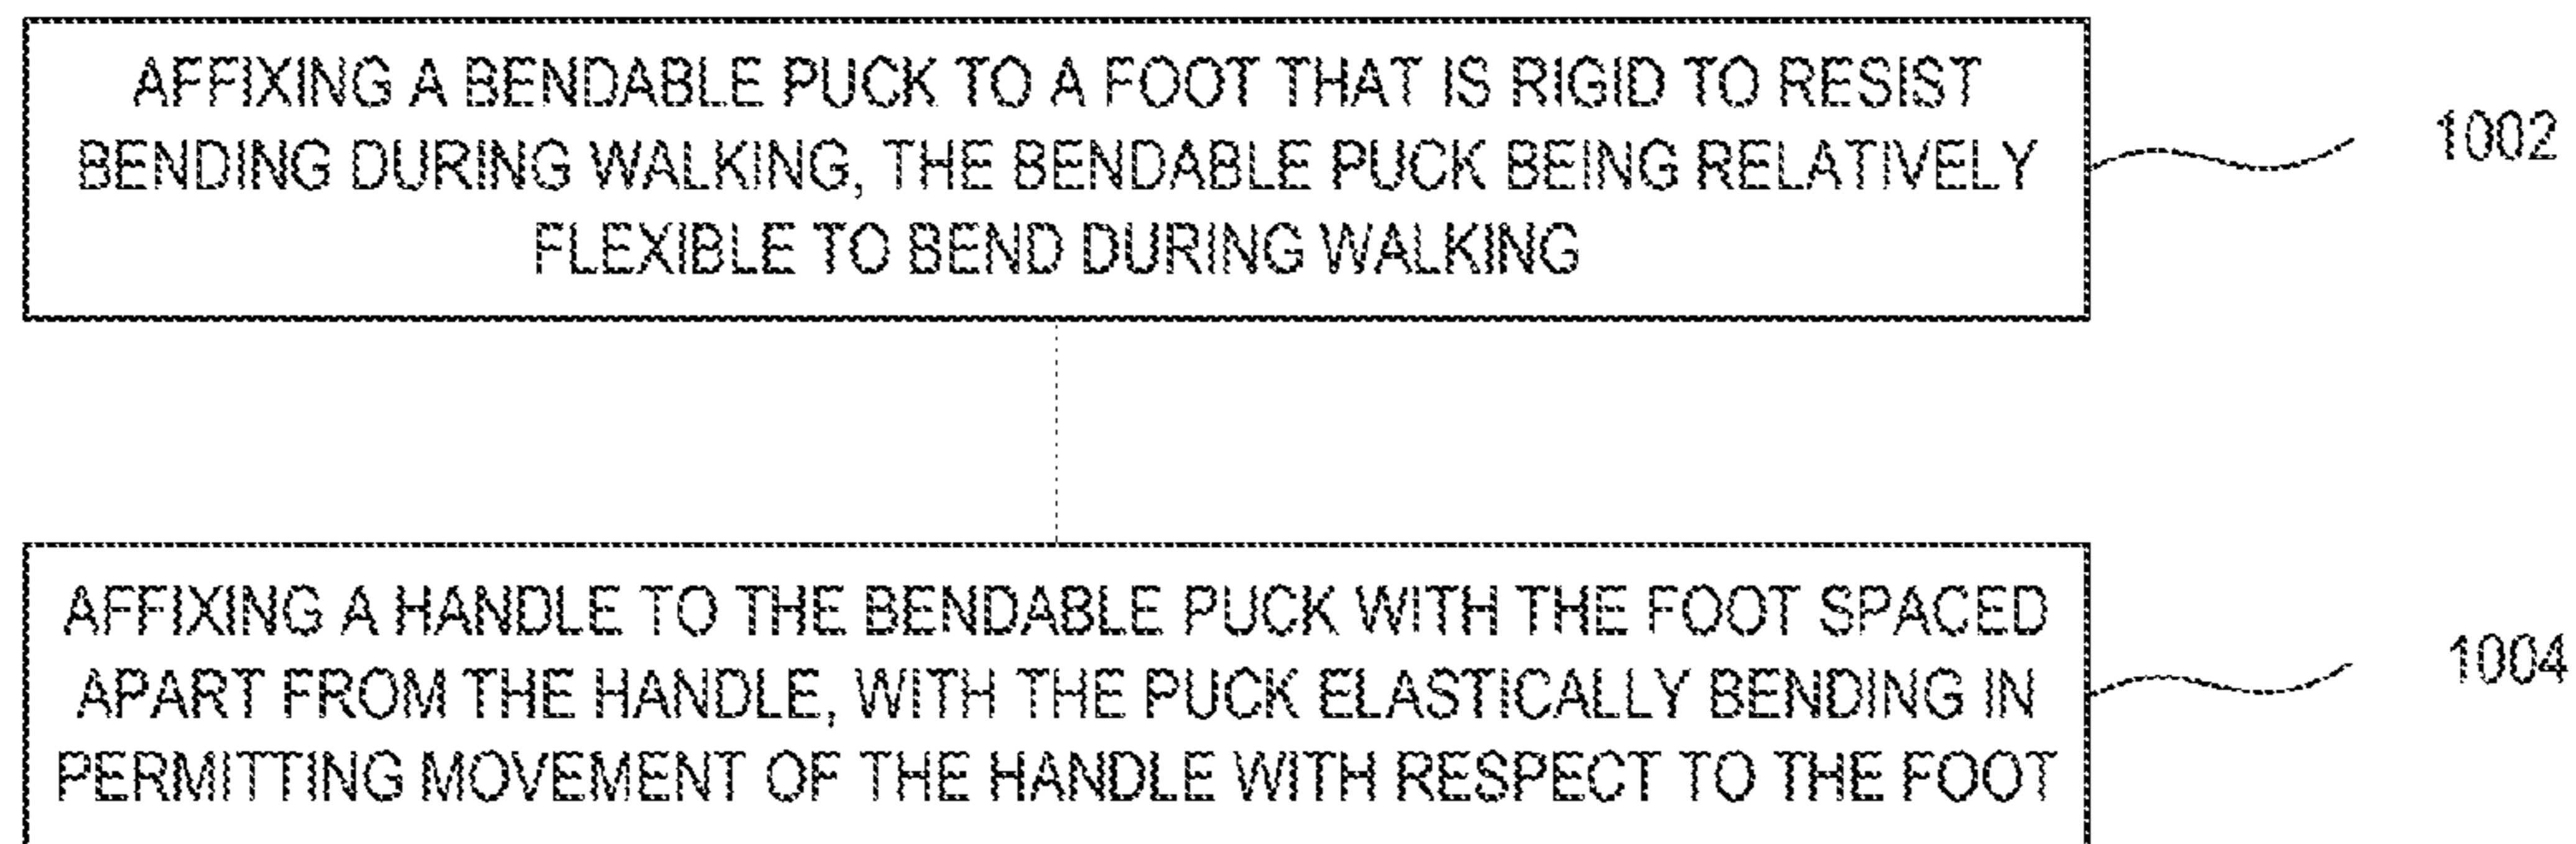 AFFIXING A BENDABLE PUCK TO A FOOT THAT IS RIGID TO RESIST
BENDING DURING WALKING, THE BENDABLE PUCK BEING RELATIVELY
FLEXIBLE TO BEND DURING WALKING
1002
AFFIXING A HANDLE TO THE BENDABLE PUCK WITH THE FOOT SPACED
APART FROM THE HANDLE, WITH THE PUCK ELASTICALLY BENDING IN
PERMITTING MOVEMENT OF THE HANDLE WITH RESPECT TO THE FOOT
1004